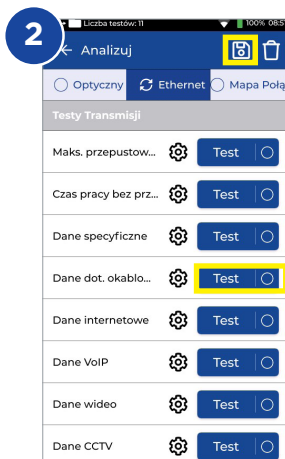 2
Liczba testów: 11 100% 08:5
Analizuj
Optyczny Ethernet Mapa Połą
Testy Transmisji
Maks. przepustow... Test
Czas pracy bez prz... Test
Dane specyficzne Test
Dane dot. okablo... Test
Dane internetowe Test
Dane VoIP Test
Dane wideo Test
Dane CCTV Test